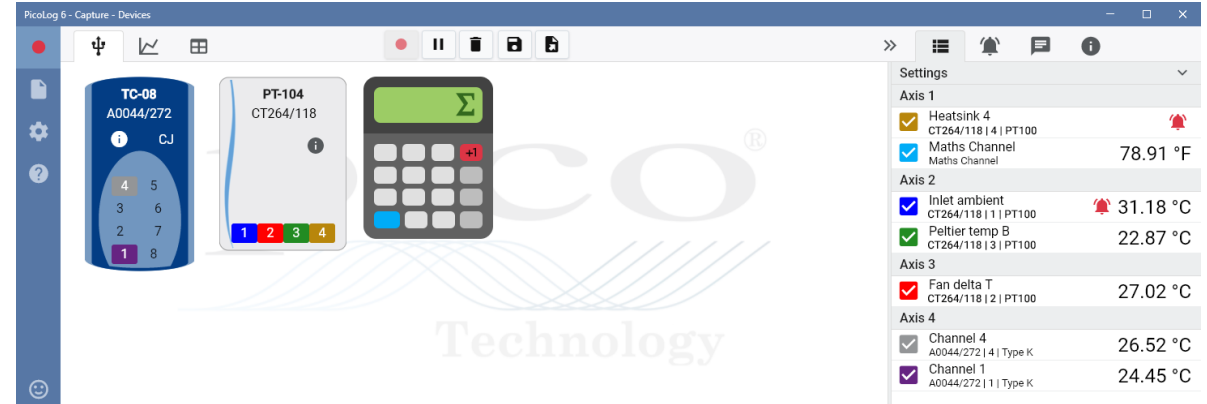 PicoLog 6 - Capture - Devices
Settings
TC-08
A0044/272
i CJ
4 5
3 6
2 7
1 8
PT-104
CT264/118
i
1 2 3 4
Σ
+1
®
Technology
Axis 1
Heatsink 4
CT264/118 | 4 | PT100
Maths Channel
Maths Channel
78.91 °F
Axis 2
Inlet ambient
CT264/118 | 1 | PT100
31.18 °C
Peltier temp B
CT264/118 | 3 | PT100
22.87 °C
Axis 3
Fan delta T
CT264/118 | 2 | PT100
27.02 °C
Axis 4
Channel 4
A0044/272 | 4 | Type K
26.52 °C
Channel 1
A0044/272 | 1 | Type K
24.45 °C